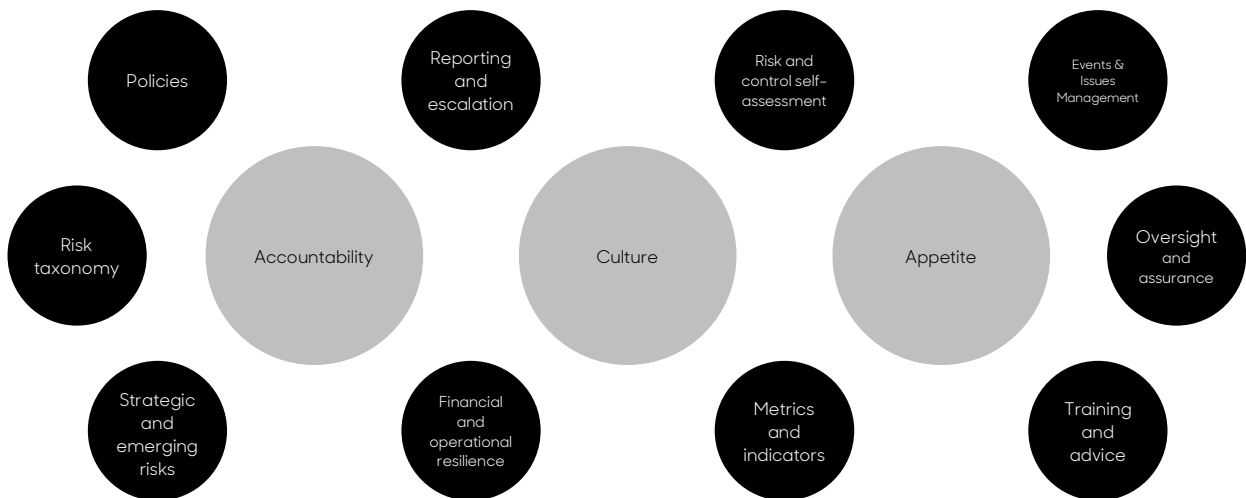 Policies
Reporting
and
escalation
Risk and
control self-
assessment
Events &
Issues
Management
Risk
taxonomy
Accountability
Culture
Appetite
Oversight
and
assurance
Strategic
and
emerging
risks
Financial
and
operational
resilience
Metrics
and
indicators
Training
and
advice